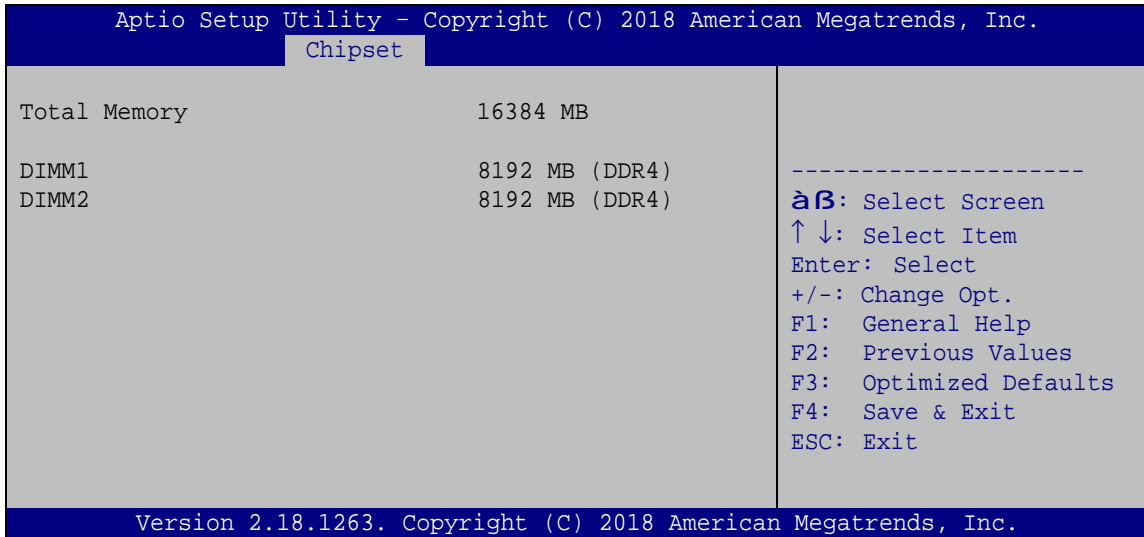 Aptio Setup Utility – Copyright (C) 2018 American Megatrends, Inc.
Chipset
Total Memory 16384 MB
DIMM1 8192 MB (DDR4)
DIMM2 8192 MB (DDR4)
---------------------
àß: Select Screen
↑ ↓: Select Item
Enter: Select
+/-: Change Opt.
F1: General Help
F2: Previous Values
F3: Optimized Defaults
F4: Save & Exit
ESC: Exit
Version 2.18.1263. Copyright (C) 2018 American Megatrends, Inc.